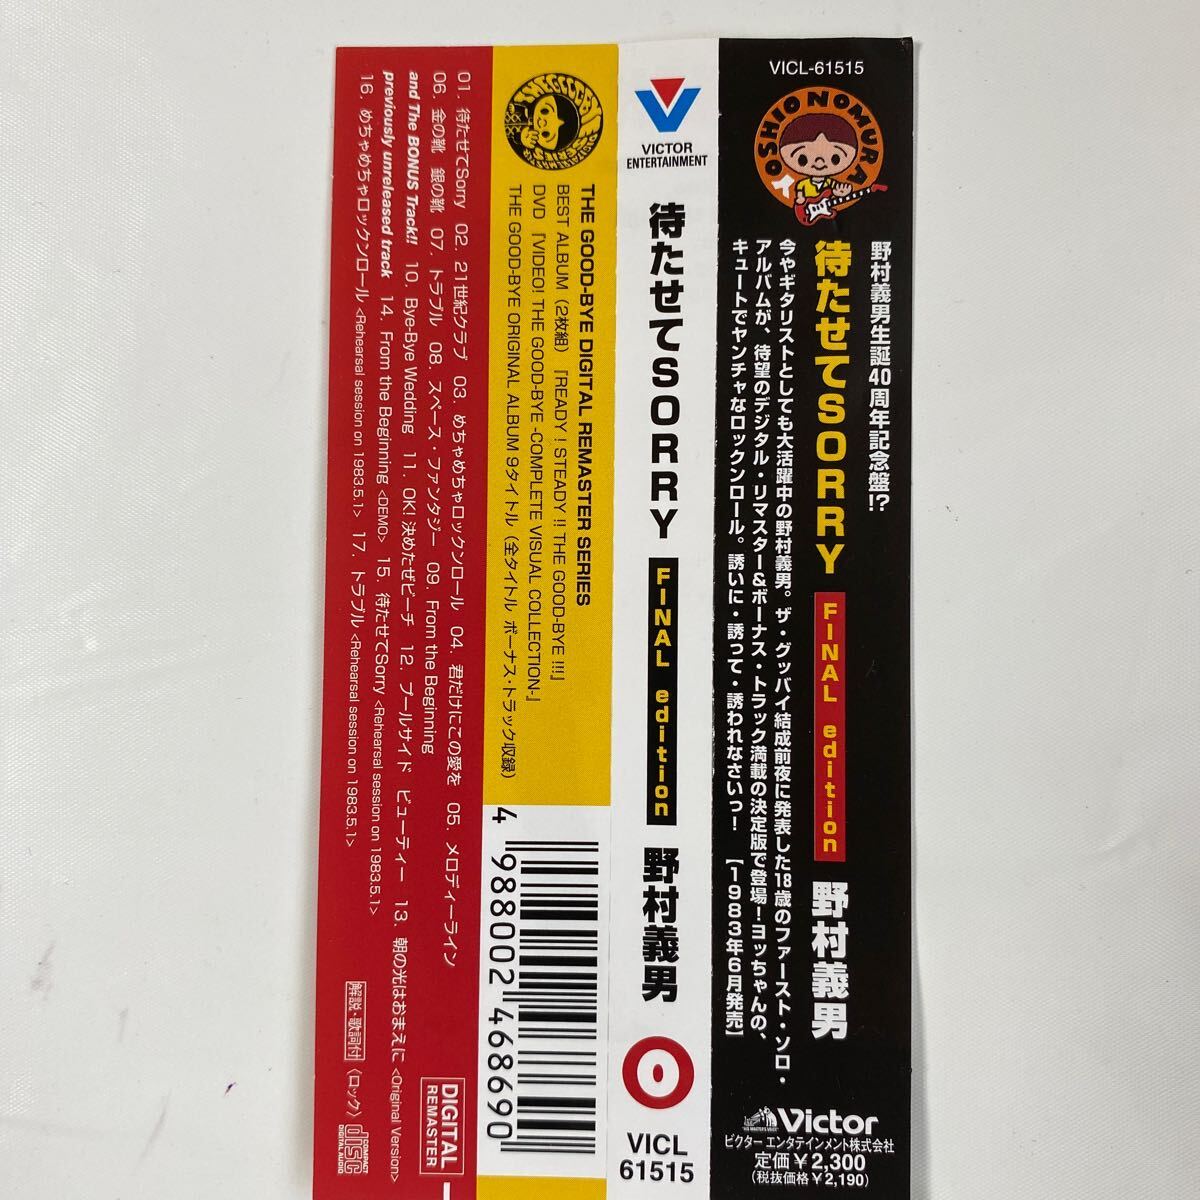 VICL-61515
YOSHIO NOMURA
野村義男生誕40周年記念盤!?
待たせてSORRY FINAL edition 野村義男
今やギタリストとしても大活躍中の野村義男。ザ・グッバイ結成前夜に発表した18歳のファースト・ソロ・
アルバムが、待望のデジタル・リマスター&ボーナス・トラック満載の決定版で登場!ヨッちゃんの、
キュートでヤンチャなロックンロール。誘いに・誘って・誘われなさいっ! 【1983年6月発売】
Victor
ビクター エンタテインメント株式会社
定価￥2,300
(税抜価格￥2,190)
VICTOR
ENTERTAINMENT
待たせてSORRY FINAL edition 野村義男
VICL
61515
THE GOOD-BYE DIGITAL REMASTER SERIES
BEST ALBUM (2枚組) 「READY ! STEADY !! THE GOOD-BYE !!!」
DVD 「VIDEO! THE GOOD-BYE -COMPLETE VISUAL COLLECTION-」
THE GOOD-BYE ORIGINAL ALBUM 9タイトル (全タイトル ボーナス・トラック収録)
4 988002 468690
01. 待たせてSorry 02. 21世紀クラブ 03. めちゃめちゃロックンロール 04. 君だけにこの愛を 05. メロディーライン
06. 金の靴 銀の靴 07. トラブル 08. スペース・ファンタジー 09. From the Beginning
and The BONUS Track!! 10. Bye-Bye Wedding 11. OK! 決めたぜピーチ 12. プールサイド ビューティー 13. 朝の光はおまえに <Original Version>
previously unreleased track 14. From the Beginning <DEMO> 15. 待たせてSorry <Rehearsal session on 1983.5.1>
16. めちゃめちゃロックンロール <Rehearsal session on 1983.5.1> 17. トラブル <Rehearsal session on 1983.5.1>
DIGITAL
REMASTER
解説・歌詞付 〈ロック〉
COMPACT
disc
DIGITAL AUDIO